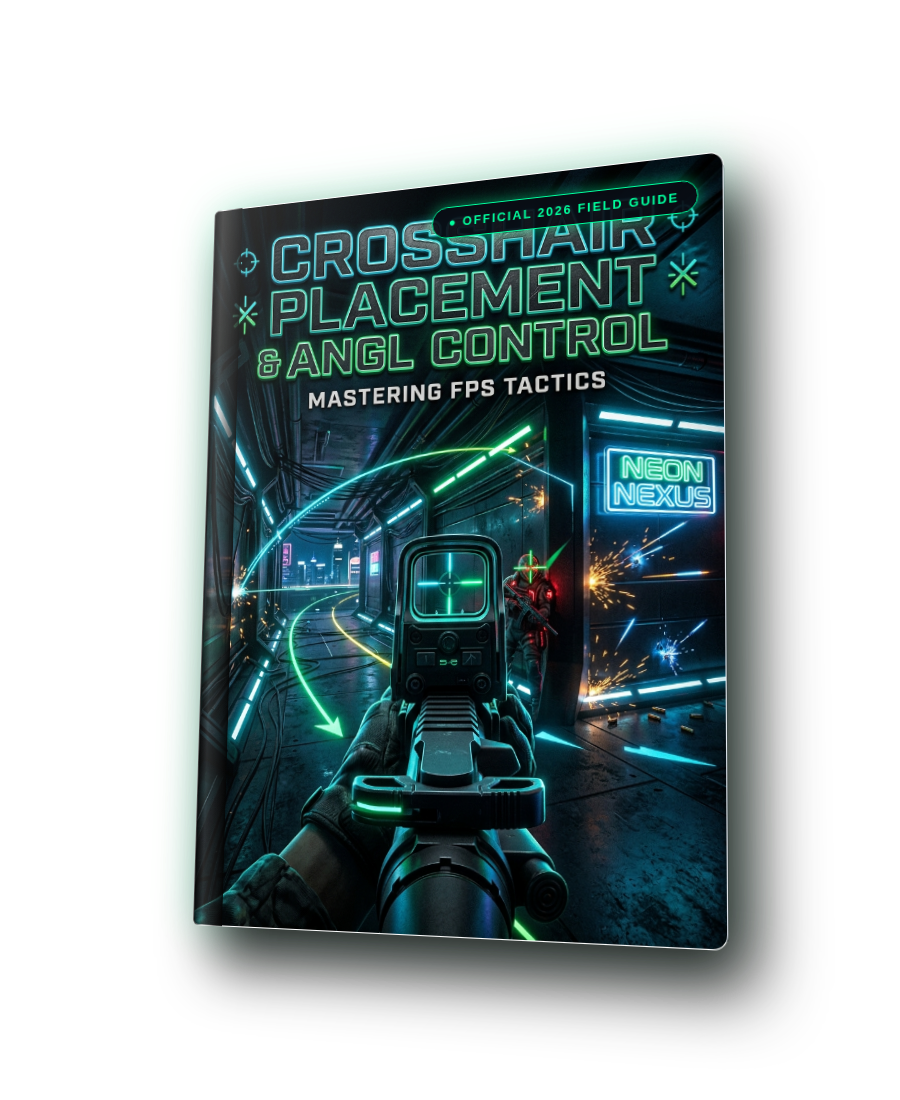 • OFFICIAL 2026 FIELD GUIDE
CROSSHAIR
PLACEMENT
& ANGL CONTROL
MASTERING FPS TACTICS
NEON
NEXUS